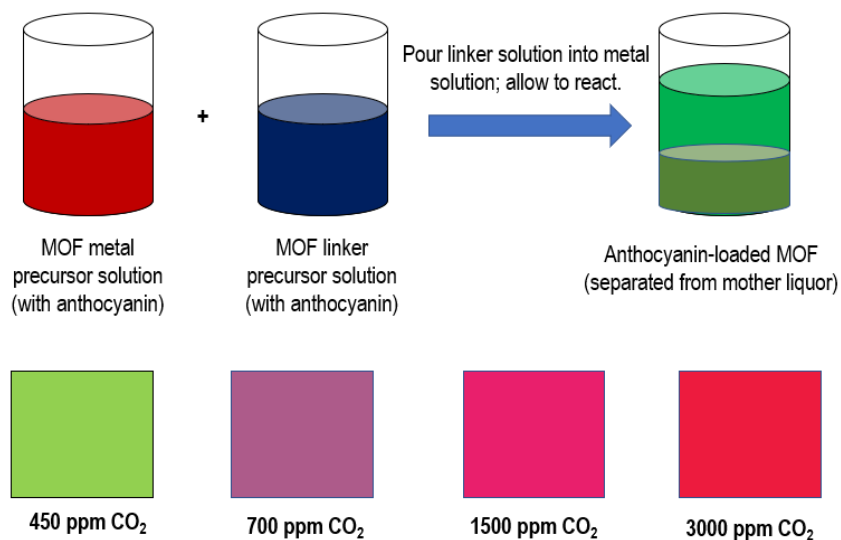 Pour linker solution into metal
solution; allow to react.
+
MOF metal
precursor solution
(with anthocyanin)
MOF linker
precursor solution
(with anthocyanin)
Anthocyanin-loaded MOF
(separated from mother liquor)
450 ppm CO₂
700 ppm CO₂
1500 ppm CO₂
3000 ppm CO₂